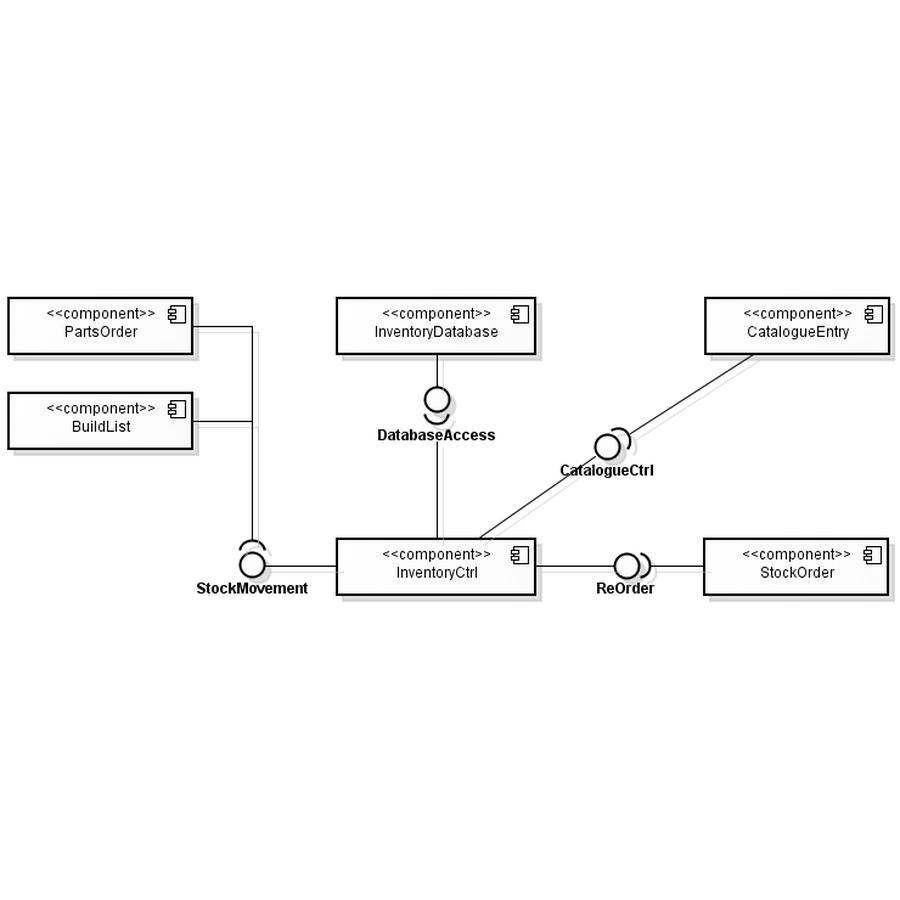 <<component>>
PartsOrder
<<component>>
InventoryDatabase
<<component>>
CatalogueEntry
<<component>>
BuildList
DatabaseAccess
CatalogueCtrl
<<component>>
InventoryCtrl
<<component>>
StockOrder
StockMovement
ReOrder